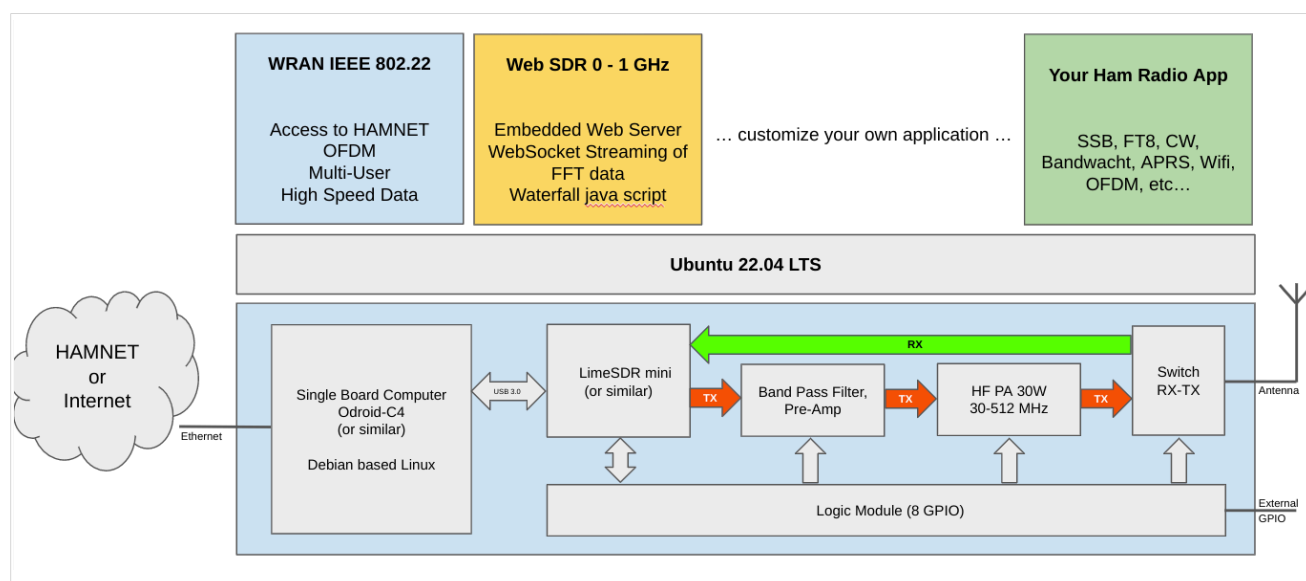 WRAN IEEE 802.22
Access to HAMNET
OFDM
Multi-User
High Speed Data
Web SDR 0 - 1 GHz
Embedded Web Server
WebSocket Streaming of
FFT data
Waterfall java script
… customize your own application …
Your Ham Radio App
SSB, FT8, CW,
Bandwacht, APRS, Wifi,
OFDM, etc…
Ubuntu 22.04 LTS
HAMNET
or
Internet
Ethernet
Single Board Computer
Odroid-C4
(or similar)
Debian based Linux
USB 3.0
LimeSDR mini
(or similar)
RX
TX
Band Pass Filter,
Pre-Amp
TX
HF PA 30W
30-512 MHz
TX
Switch
RX-TX
Antenna
Logic Module (8 GPIO)
External
GPIO